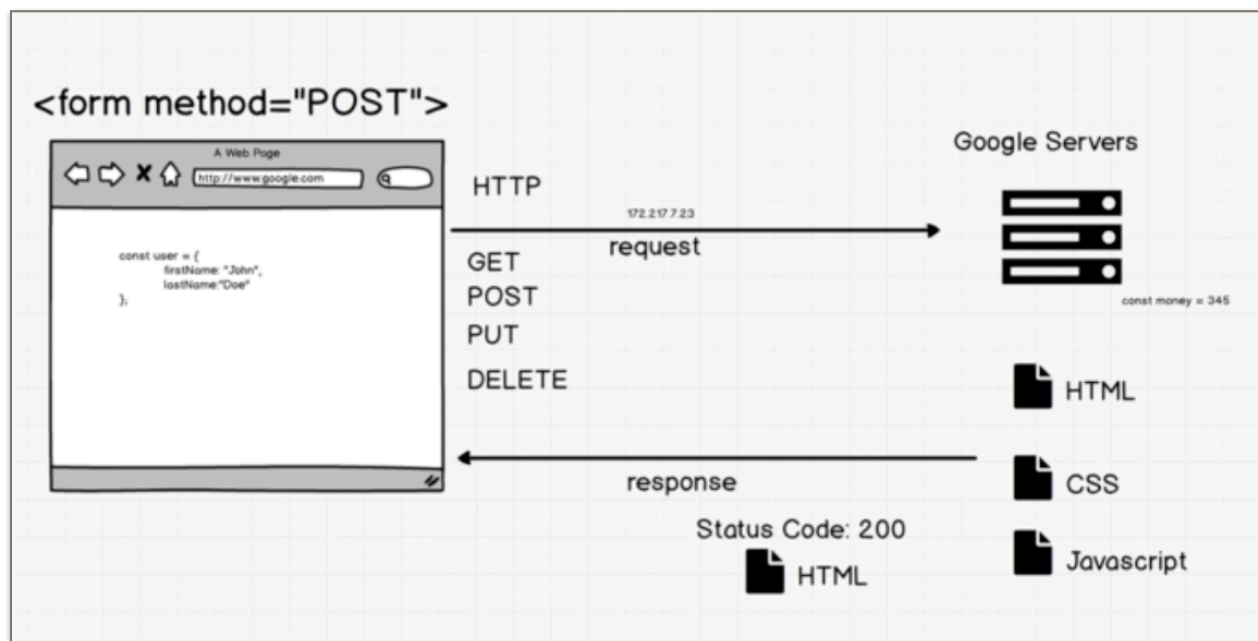 <form method="POST">
A Web Page
http://www.google.com
const user = {
firstName: "John",
lastName:"Doe"
};
HTTP
172.217.7.23
request
GET
POST
PUT
DELETE
Google Servers
const money = 345
HTML
CSS
Javascript
response
Status Code: 200
HTML